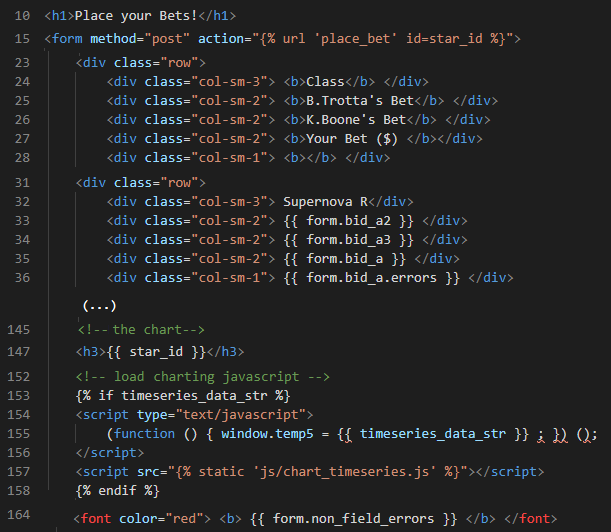 10 <h1>Place your Bets!</h1>
15 <form method="post" action="{% url 'place_bet' id=star_id %}">
23 <div class="row">
24 <div class="col-sm-3"> <b>Class</b> </div>
25 <div class="col-sm-2"> <b>B.Trotta's Bet</b> </div>
26 <div class="col-sm-2"> <b>K.Boone's Bet</b> </div>
27 <div class="col-sm-2"> <b>Your Bet ($) </b></div>
28 <div class="col-sm-1"> <b></b> </div>
31 <div class="row">
32 <div class="col-sm-3"> Supernova R</div>
33 <div class="col-sm-2"> {{ form.bid_a2 }} </div>
34 <div class="col-sm-2"> {{ form.bid_a3 }} </div>
35 <div class="col-sm-2"> {{ form.bid_a }} </div>
36 <div class="col-sm-1"> {{ form.bid_a.errors }} </div>
(...)
145 <!-- the chart-->
147 <h3>{{ star_id }}</h3>
152 <!-- load charting javascript -->
153 {% if timeseries_data_str %}
154 <script type="text/javascript">
155 (function () { window.temp5 = {{ timeseries_data_str }} ; }) ();
156 </script>
157 <script src="{% static 'js/chart_timeseries.js' %}"></script>
158 {% endif %}
164 <font color="red"> <b> {{ form.non_field_errors }} </b> </font>